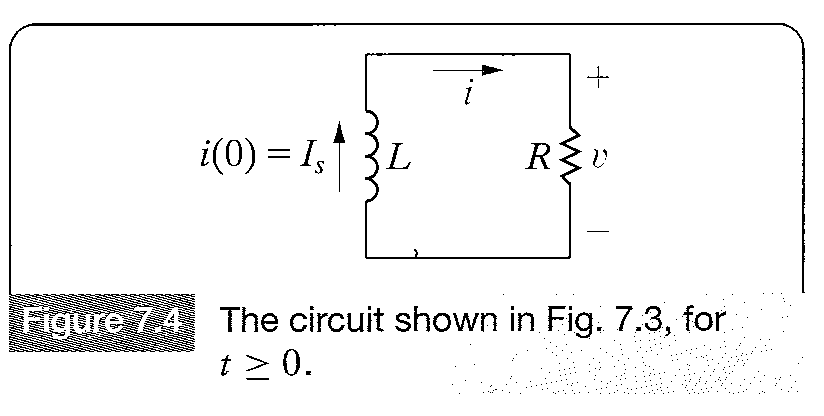 i
+
i(0) = I_s
L
R
v
−
Figure 7.4 The circuit shown in Fig. 7.3, for
t ≥ 0.